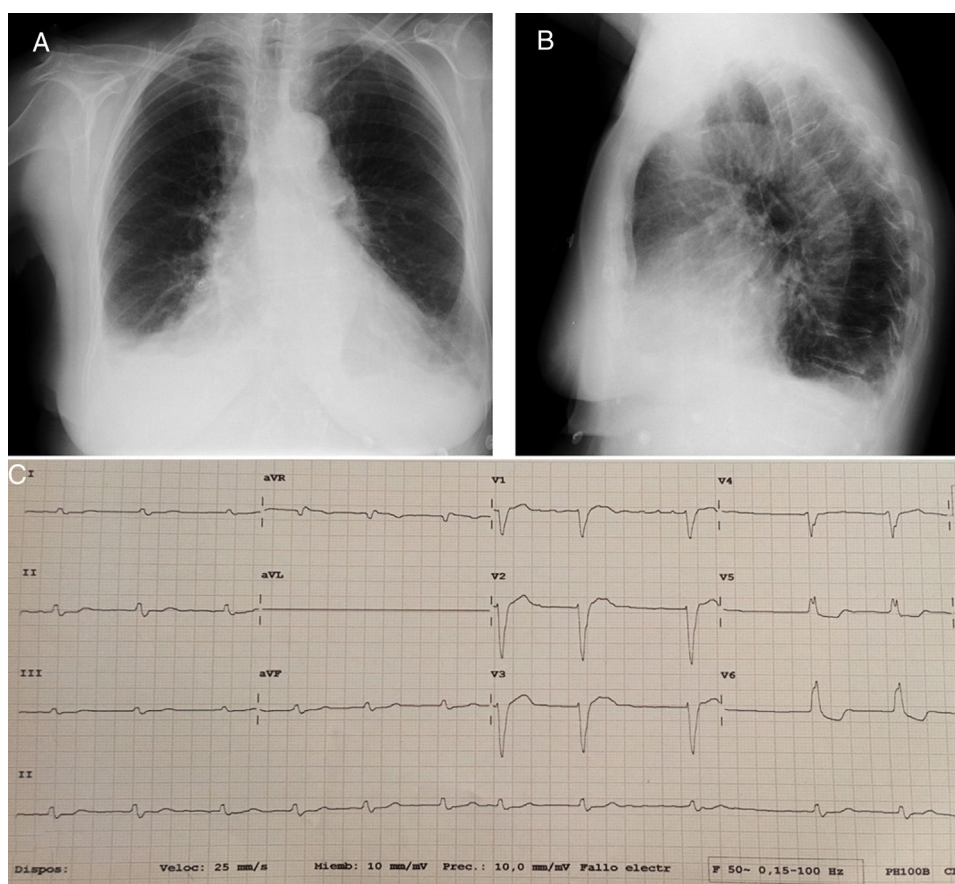 A
B
C
I
aVR
V1
V4
II
aVL
V2
V5
III
aVF
V3
V6
II
Dispos: Veloc: 25 mm/s Miemb: 10 mm/mV Prec.: 10,0 mm/mV Fallo electr F 50~ 0,15-100 Hz PH100B